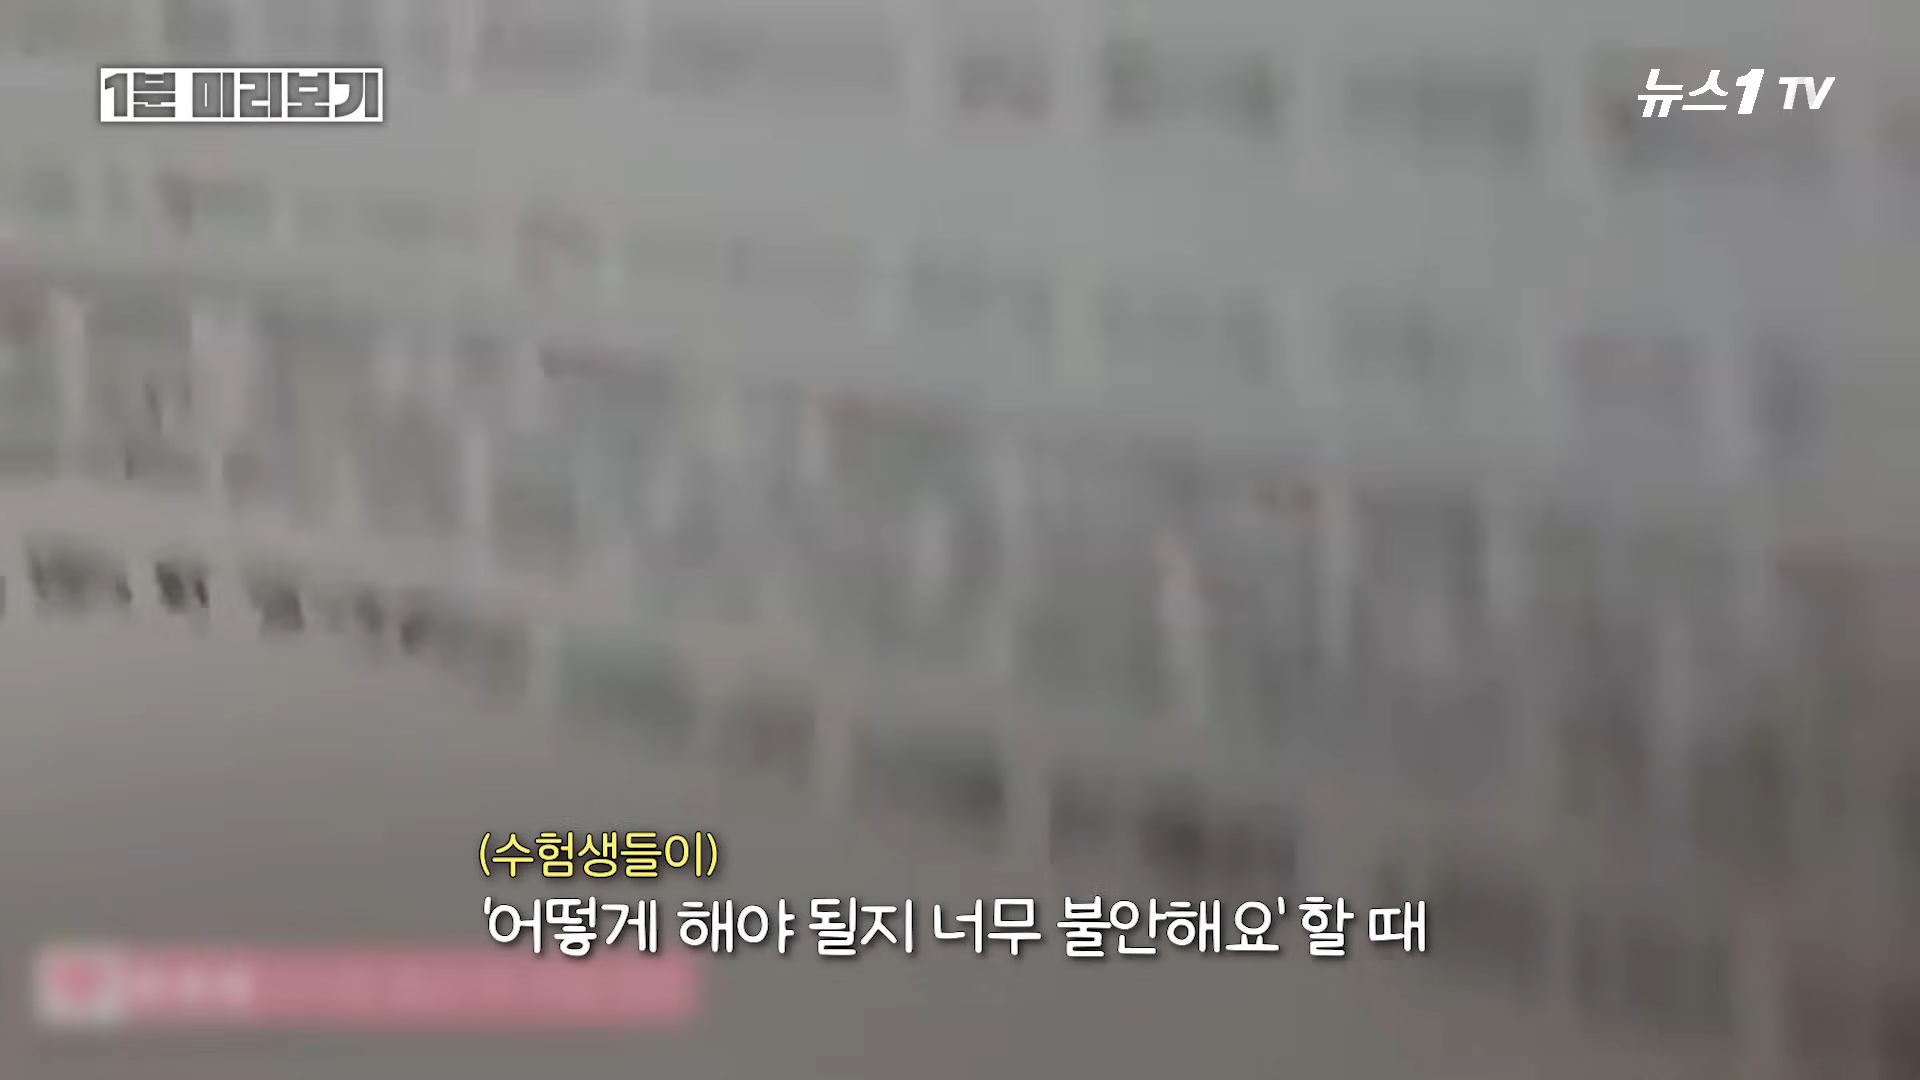 1분 미리보기
뉴스1 TV
(수험생들이)
'어떻게 해야 될지 너무 불안해요' 할 때